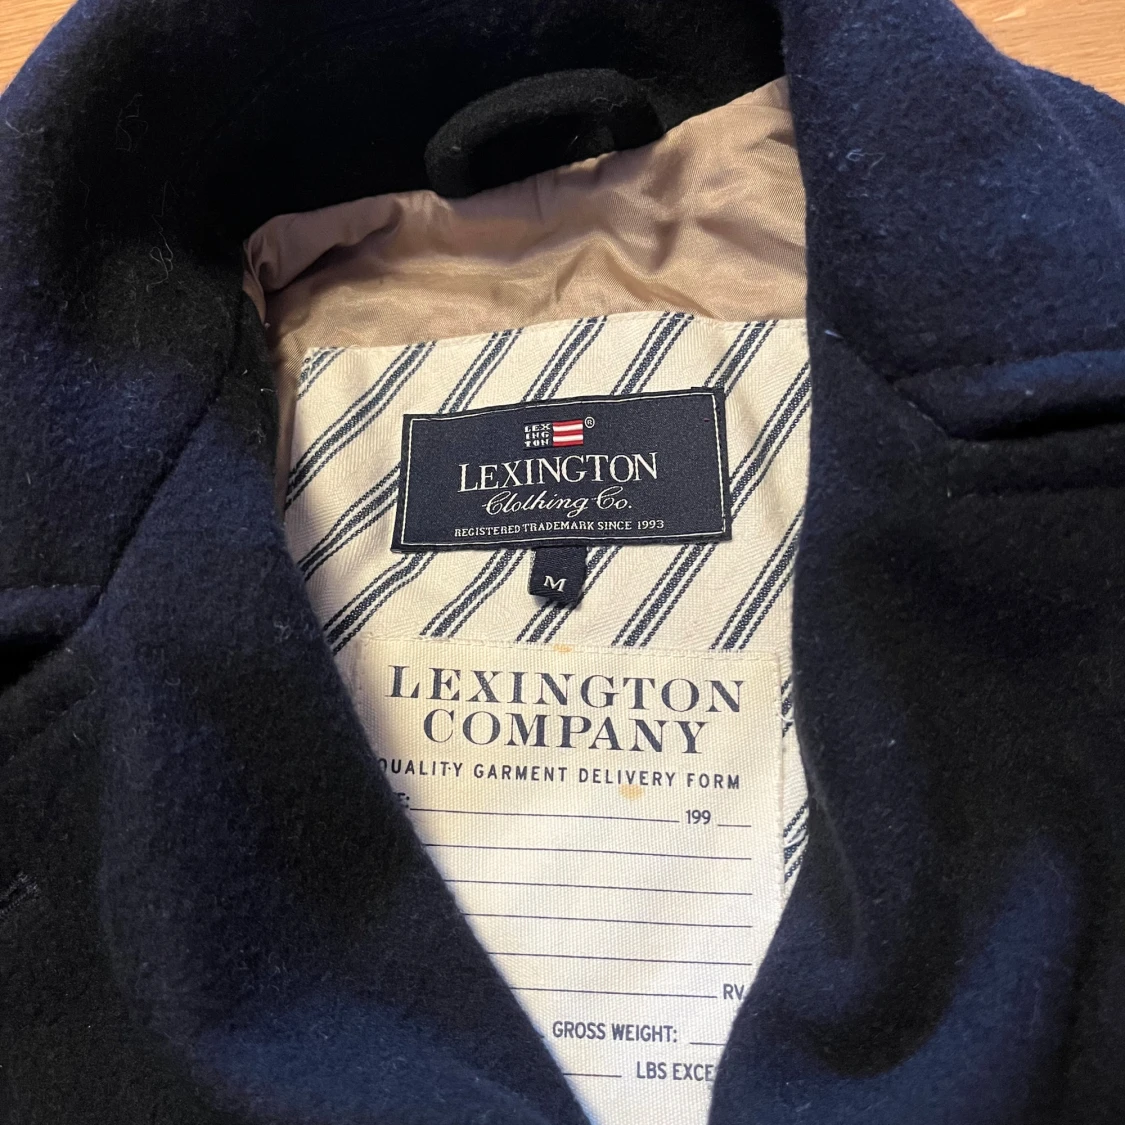 LEX
ING
TON
®
LEXINGTON
Clothing Co.
REGISTERED TRADEMARK SINCE 1993
M
LEXINGTON
COMPANY
QUALITY GARMENT DELIVERY FORM
199
RV
GROSS WEIGHT:
LBS EXCE